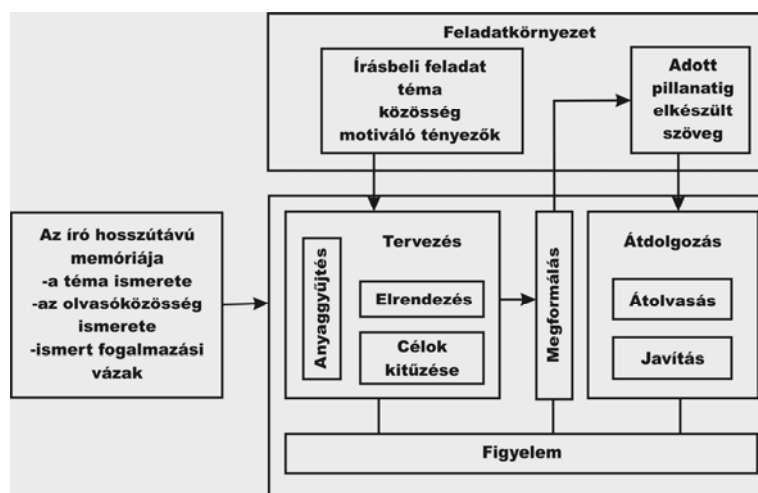 Feladatkörnyezet
Írásbeli feladat
téma
közösség
motiváló tényezők
Adott
pillanatig
elkészült
szöveg
Az író hosszútávú
memóriája
-a téma ismerete
-az olvasóközösség
ismerete
-ismert fogalmazási
vázak
Tervezés
Anyaggyűjtés
Elrendezés
Célok
kitűzése
Megformálás
Átdolgozás
Átolvasás
Javítás
Figyelem